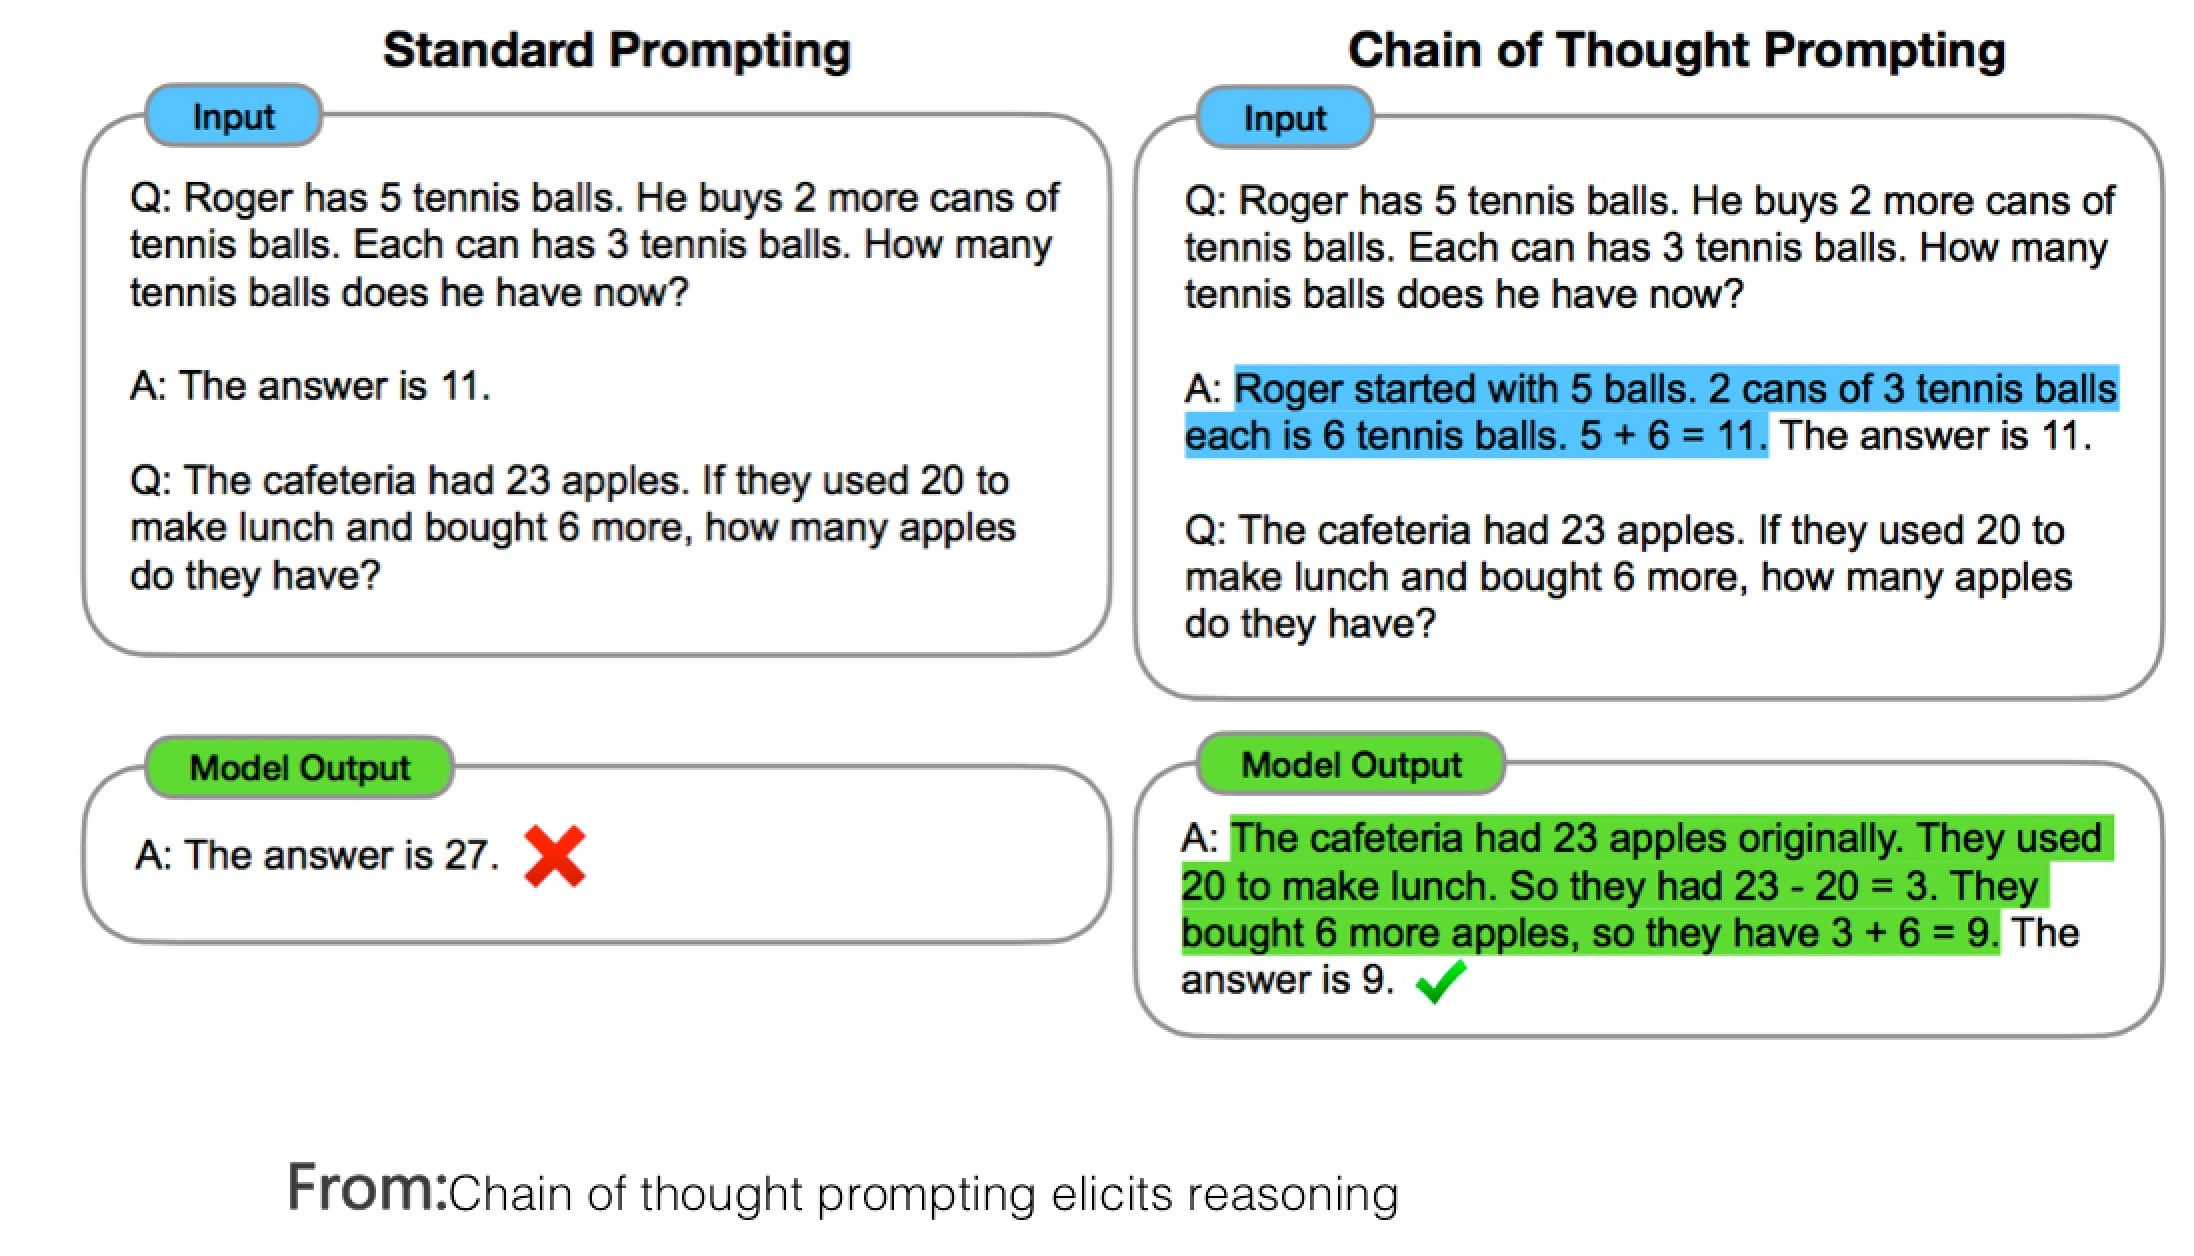 Standard Prompting
Input
Q: Roger has 5 tennis balls. He buys 2 more cans of
tennis balls. Each can has 3 tennis balls. How many
tennis balls does he have now?
A: The answer is 11.
Q: The cafeteria had 23 apples. If they used 20 to
make lunch and bought 6 more, how many apples
do they have?
Model Output
A: The answer is 27.
Chain of Thought Prompting
Input
Q: Roger has 5 tennis balls. He buys 2 more cans of
tennis balls. Each can has 3 tennis balls. How many
tennis balls does he have now?
A: Roger started with 5 balls. 2 cans of 3 tennis balls
each is 6 tennis balls. 5 + 6 = 11. The answer is 11.
Q: The cafeteria had 23 apples. If they used 20 to
make lunch and bought 6 more, how many apples
do they have?
Model Output
A: The cafeteria had 23 apples originally. They used
20 to make lunch. So they had 23 - 20 = 3. They
bought 6 more apples, so they have 3 + 6 = 9. The
answer is 9.
From:Chain of thought prompting elicits reasoning